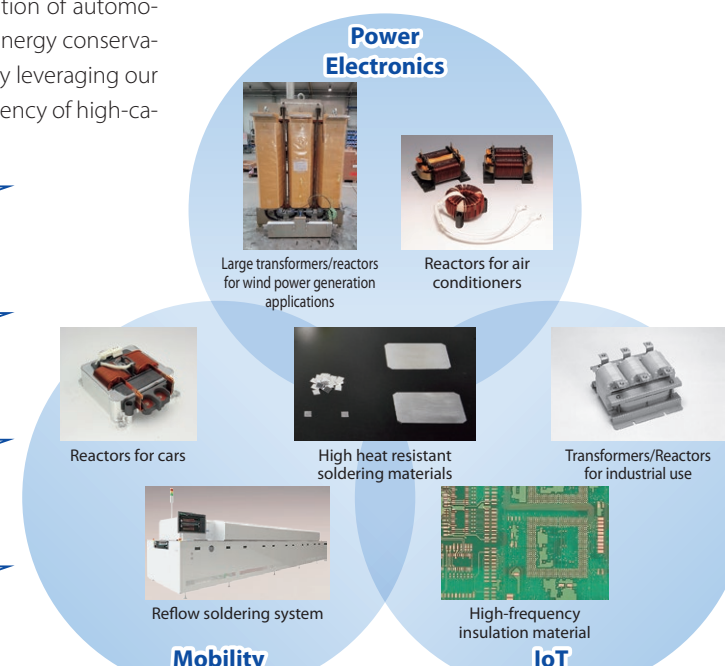 tion of automo-
nergy conserva-
y leveraging our
ency of high-ca-
Power
Electronics
Large transformers/reactors
for wind power generation
applications
Reactors for air
conditioners
Reactors for cars
High heat resistant
soldering materials
Transformers/Reactors
for industrial use
Reflow soldering system
High-frequency
insulation material
Mobility
IoT